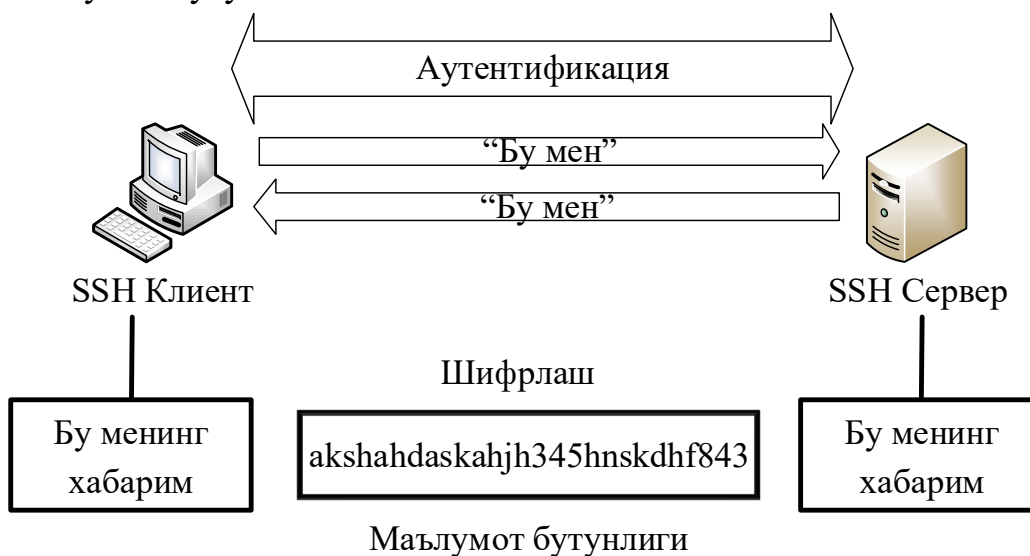 Аутентификация
“Бу мен”
“Бу мен”
SSH Клиент
SSH Сервер
Шифрлаш
Бу менинг
хабарим
akshahdaskahjh345hnskdhf843
Бу менинг
хабарим
Маълумот бутунлиги